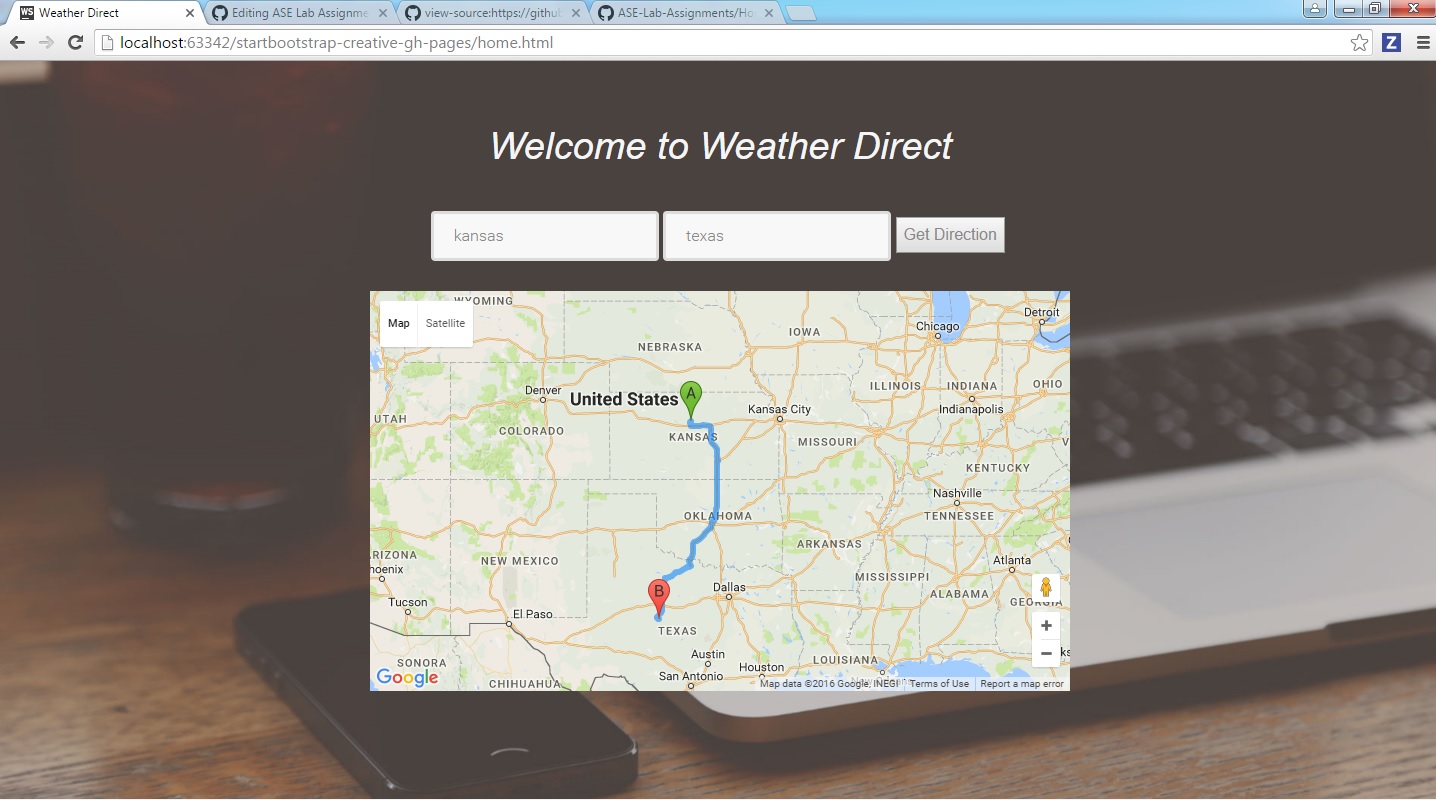 WS Weather Direct
Editing ASE Lab Assignme
view-source:https://githu
ASE-Lab-Assignments/Ho
localhost:63342/startbootstrap-creative-gh-pages/home.html
Z
Welcome to Weather Direct
kansas
texas
Get Direction
Map
Satellite
WYOMING
Detroit
Chicago
IOWA
NEBRASKA
ILLINOIS
INDIANA
OHIO
Denver
United States
A
Kansas City
Indianapolis
UTAH
COLORADO
KANSAS
MISSOURI
KENTUCKY
Nashville
OKLAHOMA
TENNESSEE
ARKANSAS
RIZONA
NEW MEXICO
Atlanta
hoenix
MISSISSIPPI
B
Dallas
ALABAMA
GEORGIA
Tucson
El Paso
TEXAS
Austin
SONORA
Houston
LOUISIANA
San Antonio
CHIHUAHUA
Google
Map data ©2016 Google, INEGI
Terms of Use
Report a map error